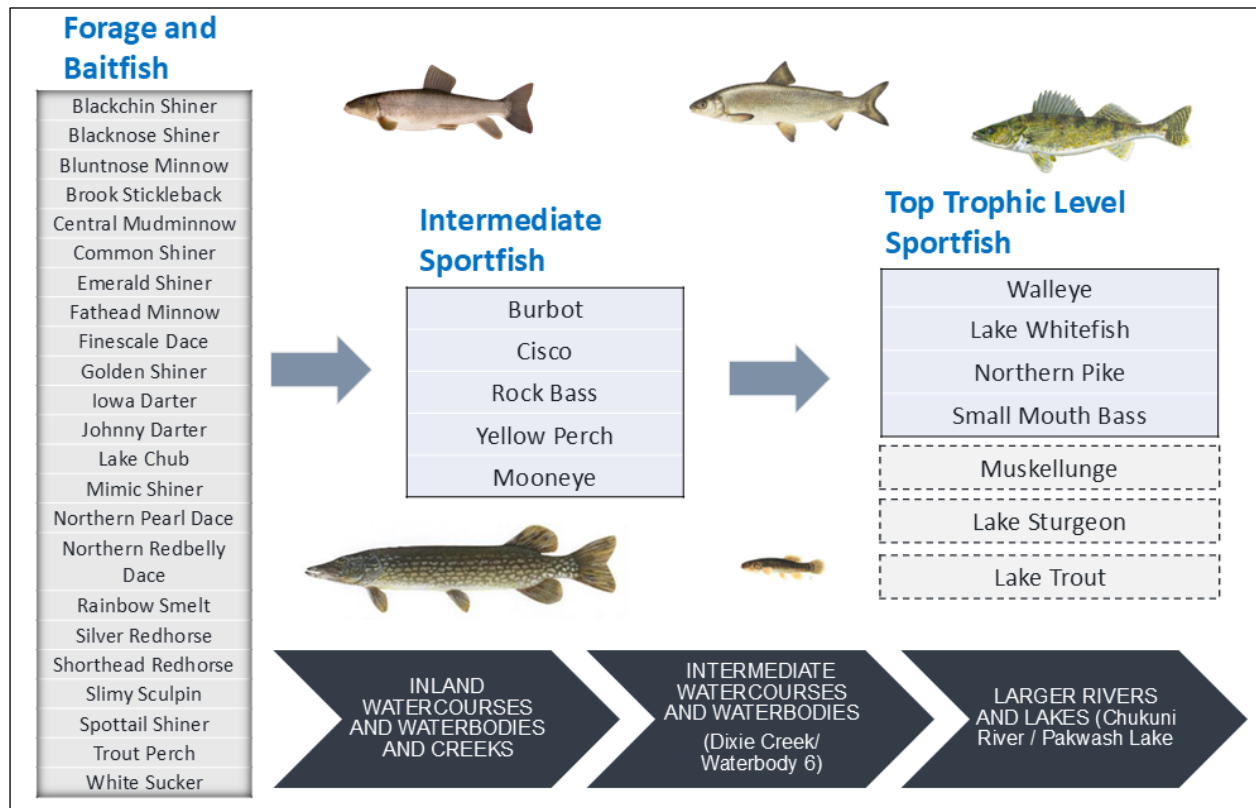 Forage and
Baitfish
Blackchin Shiner
Blacknose Shiner
Bluntnose Minnow
Brook Stickleback
Central Mudminnow
Common Shiner
Emerald Shiner
Fathead Minnow
Finescale Dace
Golden Shiner
Iowa Darter
Johnny Darter
Lake Chub
Mimic Shiner
Northern Pearl Dace
Northern Redbelly
Dace
Rainbow Smelt
Silver Redhorse
Shorthead Redhorse
Slimy Sculpin
Spottail Shiner
Trout Perch
White Sucker
Intermediate
Sportfish
Burbot
Cisco
Rock Bass
Yellow Perch
Mooneye
Top Trophic Level
Sportfish
Walleye
Lake Whitefish
Northern Pike
Small Mouth Bass
Muskellunge
Lake Sturgeon
Lake Trout
INLAND
WATERCOURSES
AND WATERBODIES
AND CREEKS
INTERMEDIATE
WATERCOURSES
AND WATERBODIES
(Dixie Creek/
Waterbody 6)
LARGER RIVERS
AND LAKES (Chukuni
River / Pakwash Lake